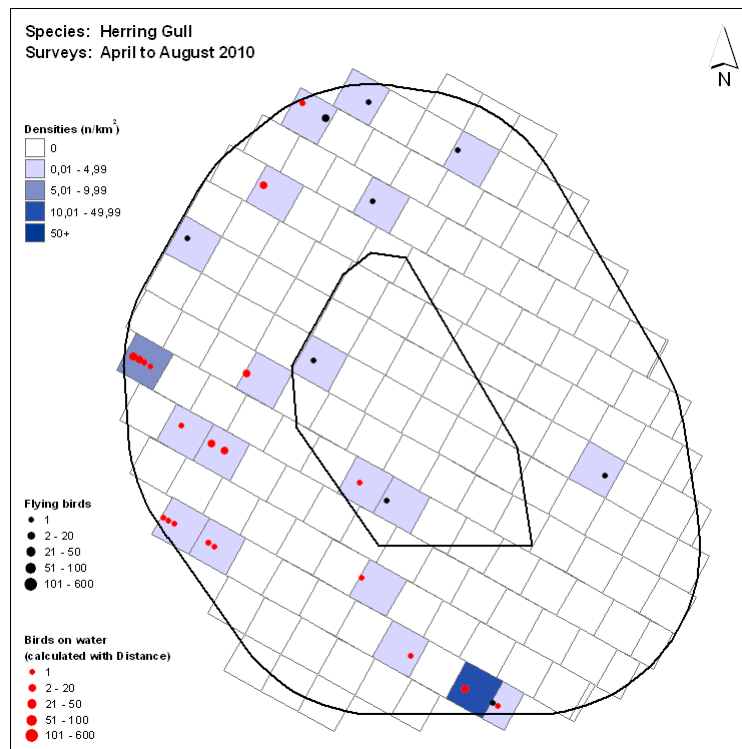 Species: Herring Gull
Surveys: April to August 2010
N
Densities (n/km²)
0
0,01 - 4,99
5,01 - 9,99
10,01 - 49,99
50+
Flying birds
1
2 - 20
21 - 50
51 - 100
101 - 600
Birds on water
(calculated with Distance)
1
2 - 20
21 - 50
51 - 100
101 - 600